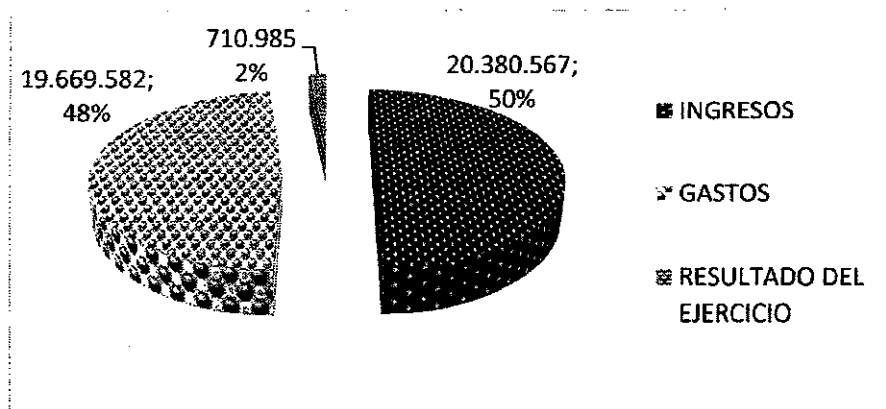 710.985
2%
19.669.582;
48%
20.380.567;
50%
INGRESOS
GASTOS
RESULTADO DEL
EJERCICIO